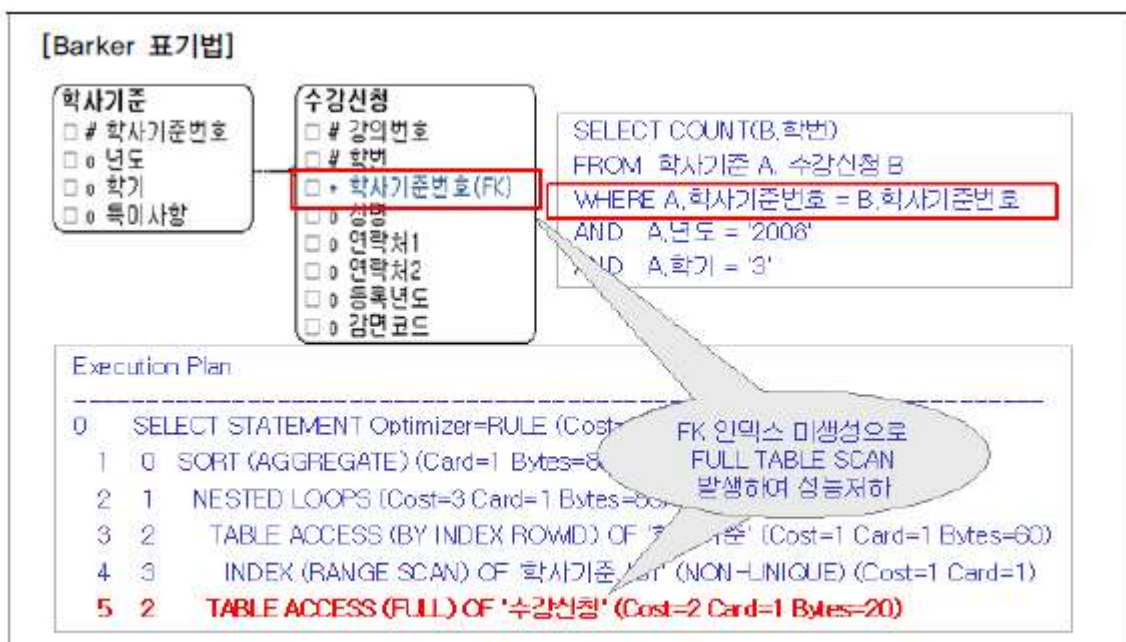 [Barker 표기법]
학사기준
□ # 학사기준번호
□ o 년도
□ o 학기
□ o 특이사항
수강신청
□ # 강의번호
□ # 학번
□ * 학사기준번호(FK)
□ o 성명
□ o 연락처1
□ o 연락처2
□ o 등록년도
□ o 감면코드
SELECT COUNT(B.학번)
FROM 학사기준 A, 수강신청 B
WHERE A.학사기준번호 = B.학사기준번호
AND A.년도 = '2006'
AND A.학기 = '3'
Execution Plan
0 SELECT STATEMENT Optimizer=RULE
1 0 SORT (AGGREGATE) (Card=1
2 1 NESTED LOOPS (Cost=3 Card=1
3 2 TABLE ACCESS (BY INDEX ROWID) OF (Cost=1 Card=1 Bytes=60)
4 3 INDEX (RANGE SCAN) OF (NON-UNIQUE) (Cost=1 Card=1)
5 2 TABLE ACCESS (FULL) OF '수강신청' (Cost=2 Card=1 Bytes=20)
FK 인덱스 미생성으로
FULL TABLE SCAN
발생하여 성능저하